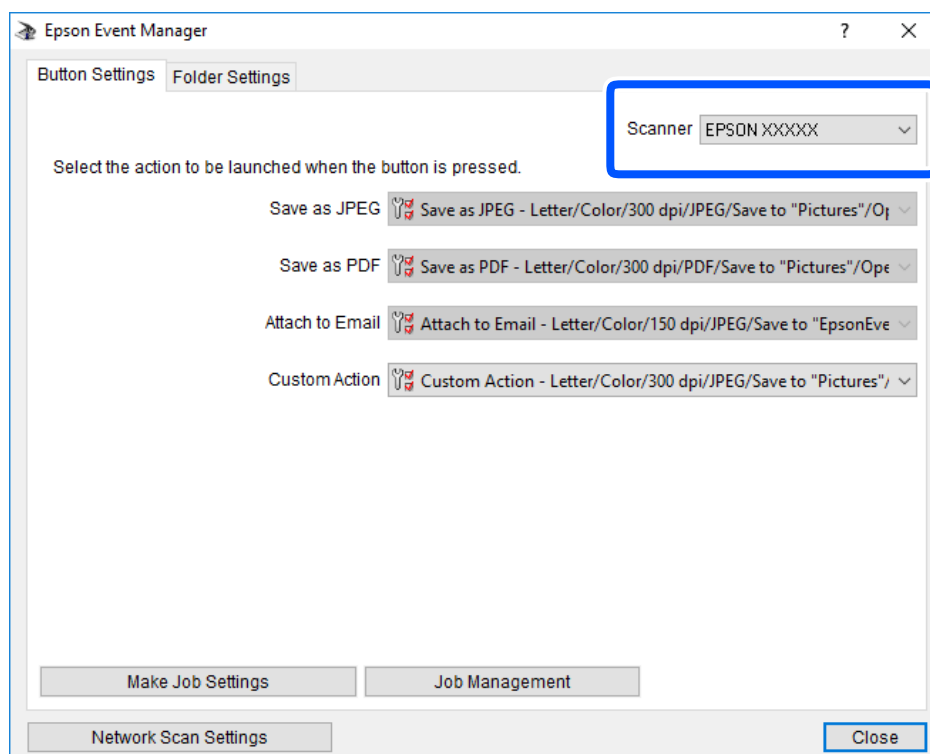 Epson Event Manager
Button Settings Folder Settings
Scanner EPSON XXXXX
Select the action to be launched when the button is pressed.
Save as JPEG Save as JPEG - Letter/Color/300 dpi/JPEG/Save to "Pictures"/Op
Save as PDF Save as PDF - Letter/Color/300 dpi/PDF/Save to "Pictures"/Ope
Attach to Email Attach to Email - Letter/Color/150 dpi/JPEG/Save to "EpsonEve
Custom Action Custom Action - Letter/Color/300 dpi/JPEG/Save to "Pictures"/
Make Job Settings Job Management
Network Scan Settings Close